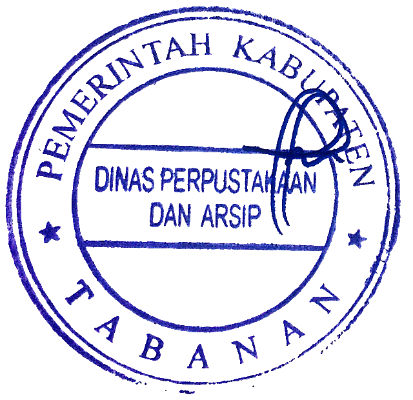 PEMERINTAH KABUPATEN
DINAS PERPUSTAKAAN
DAN ARSIP
TABANAN